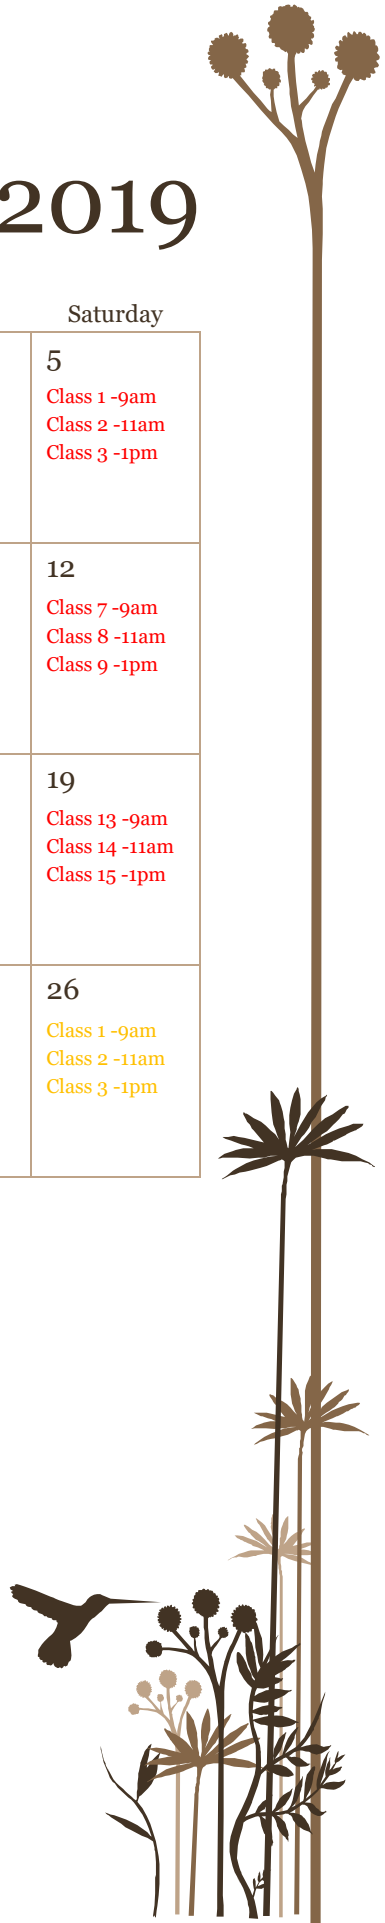 2019
Saturday
5
Class 1 -9am
Class 2 -11am
Class 3 -1pm
12
Class 7 -9am
Class 8 -11am
Class 9 -1pm
19
Class 13 -9am
Class 14 -11am
Class 15 -1pm
26
Class 1 -9am
Class 2 -11am
Class 3 -1pm